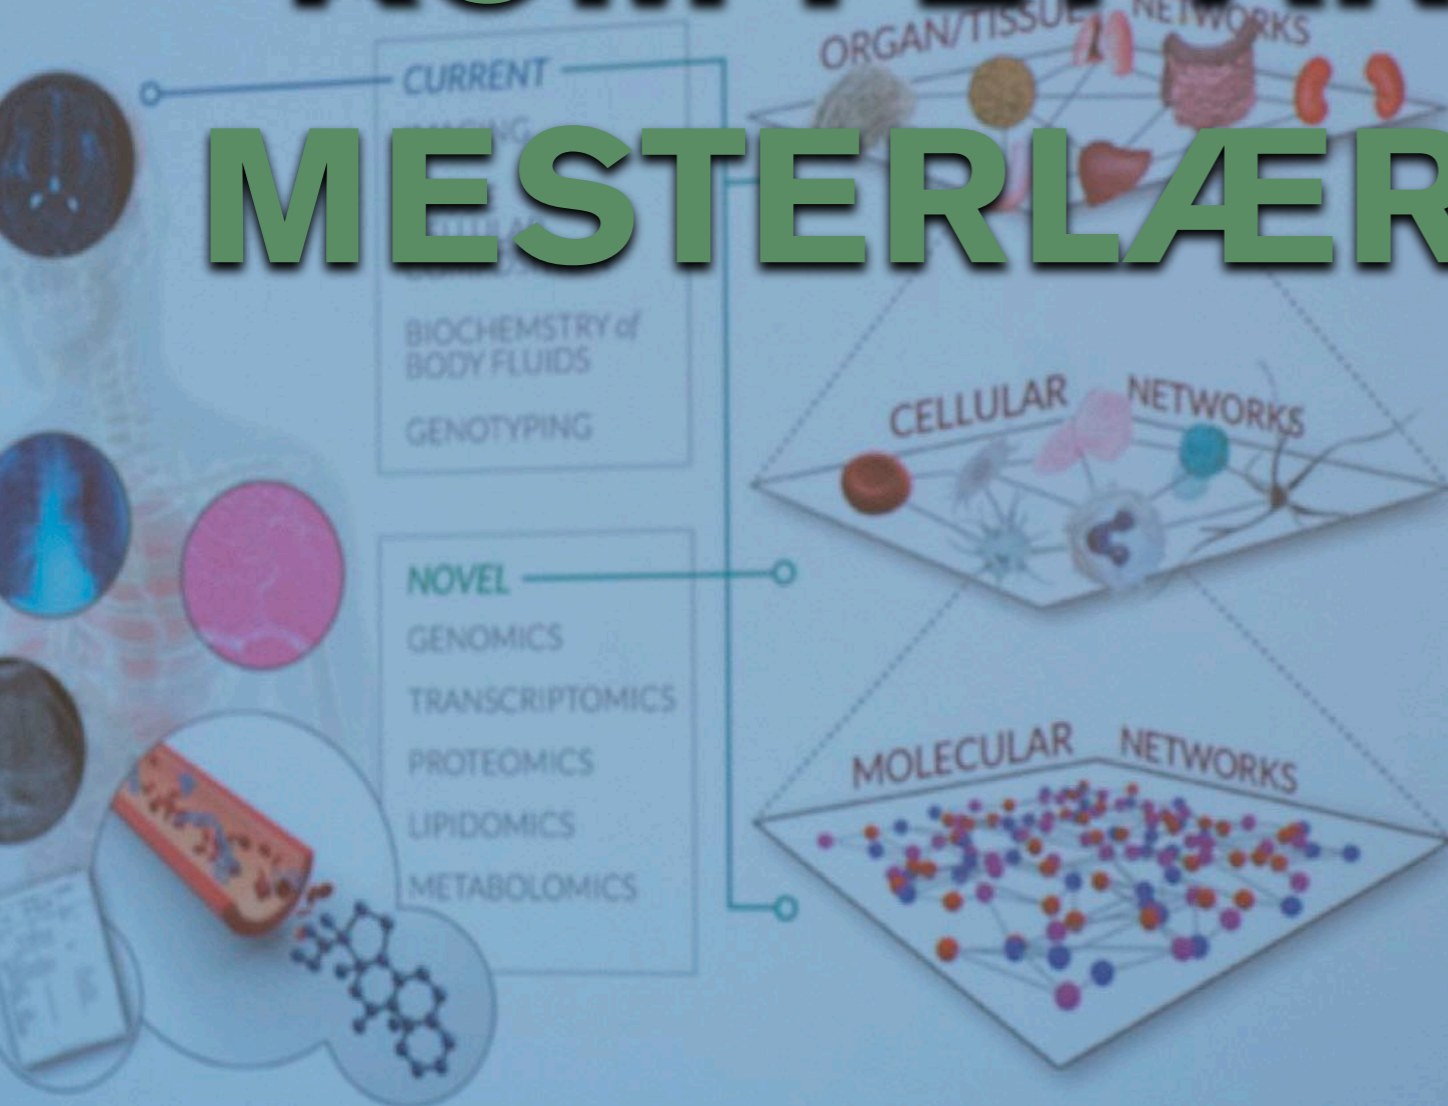 ORGAN/TISSUE NETWORKS
CURRENT
IMAGING
MESTERLÆR
BIOCHEMSTRY of
BODY FLUIDS
GENOTYPING
CELLULAR NETWORKS
NOVEL
GENOMICS
TRANSCRIPTOMICS
PROTEOMICS
LIPIDOMICS
METABOLOMICS
MOLECULAR NETWORKS